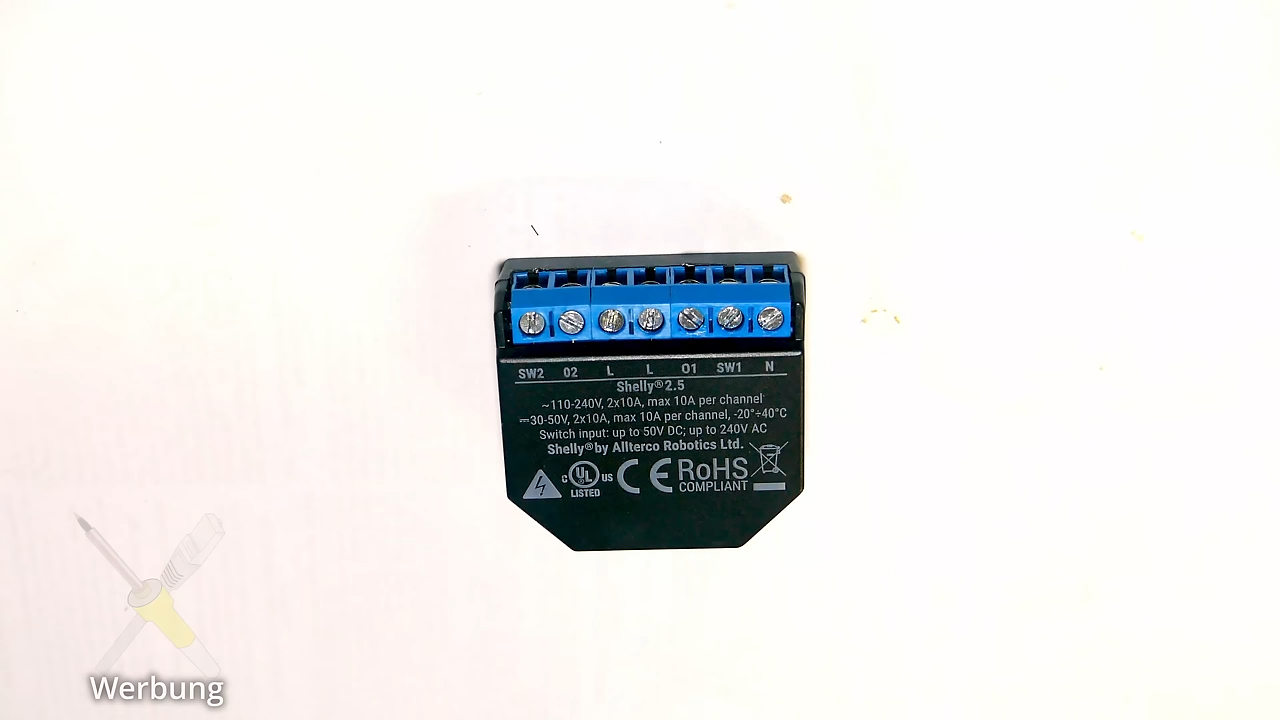 SW2 02 L L O1 SW1 N
Shelly® 2.5
~110-240V, 2x10A, max 10A per channel
⎓30-50V, 2x10A, max 10A per channel, -20°÷40°C
Switch input: up to 50V DC; up to 240V AC
Shelly® by Allterco Robotics Ltd.
C UL US CE RoHS
LISTED COMPLIANT
Werbung